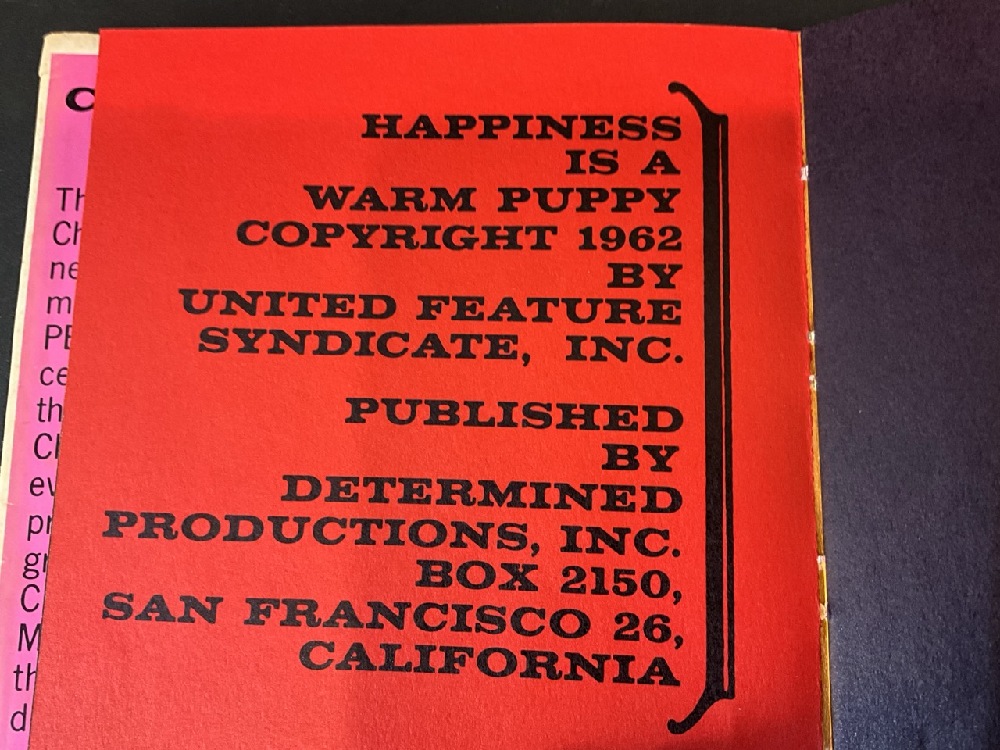 HAPPINESS
IS A
WARM PUPPY
COPYRIGHT 1962
BY
UNITED FEATURE
SYNDICATE, INC.
PUBLISHED
BY
DETERMINED
PRODUCTIONS, INC.
BOX 2150,
SAN FRANCISCO 26,
CALIFORNIA